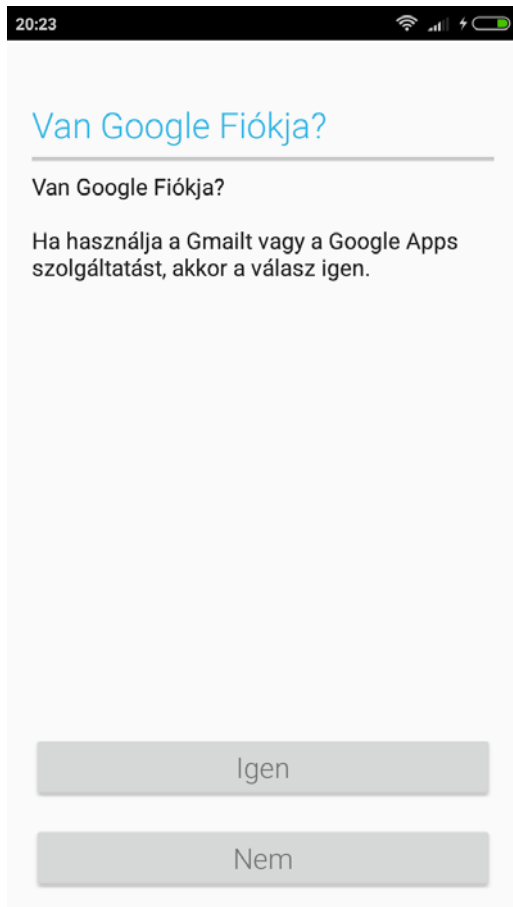 20:23
Van Google Fiókja?
Van Google Fiókja?
Ha használja a Gmailt vagy a Google Apps
szolgáltatást, akkor a válasz igen.
Igen
Nem